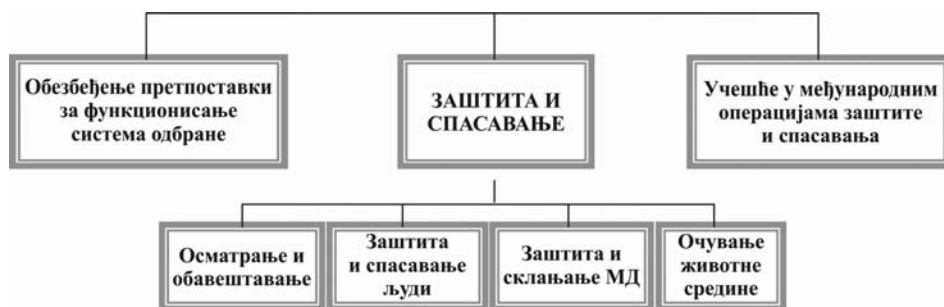 Обезбеђење претпоставки
за функционисање
система одбране
ЗАШТИТА И
СПАСАВАЊЕ
Учешће у међународним
операцијама заштите
и спасавања
Осматрање и
обавештавање
Заштита
и спасавање
људи
Заштита и
склањање МД
Очување
животне
средине